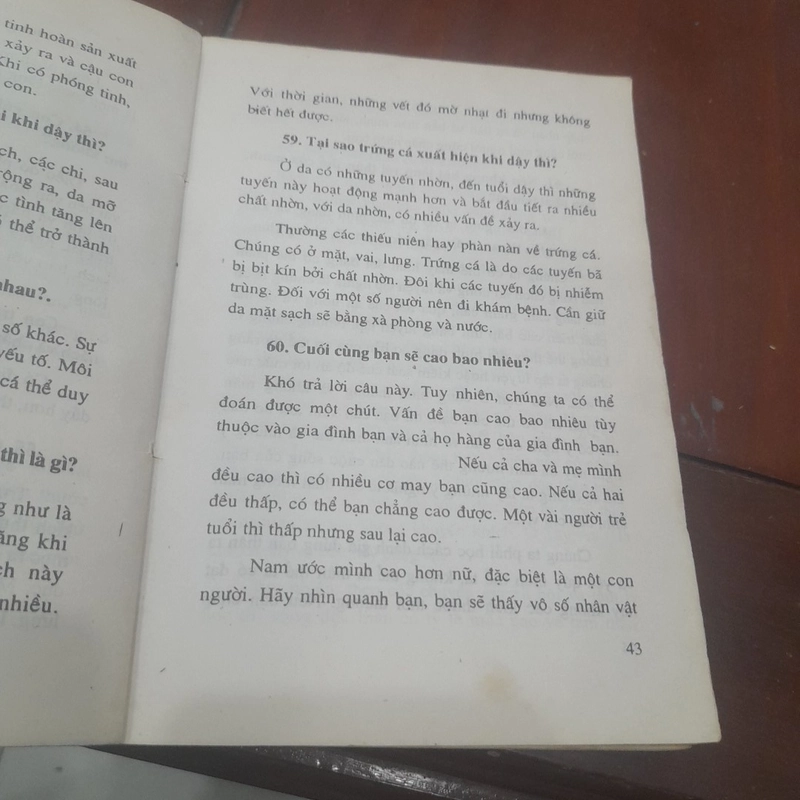 tinh hoàn sản xuất
xảy ra và cậu con
Khi có phóng tinh,
con.
i khi dậy thì?
ch, các chi, sau
rộng ra, da mỡ
c tình tăng lên
thể trở thành
nhau?.
số khác. Sự
yếu tố. Môi
cá thể duy
thì là gì?
g như là
ăng khi
ch này
nhiều.
Với thời gian, những vết đó mờ nhạt đi nhưng không
biết hết được.
59. Tại sao trứng cá xuất hiện khi dậy thì?
Ở da có những tuyến nhờn, đến tuổi dậy thì những
tuyến này hoạt động mạnh hơn và bắt đầu tiết ra nhiều
chất nhờn, với da nhờn, có nhiều vấn đề xảy ra.
Thường các thiếu niên hay phàn nàn về trứng cá.
Chúng có ở mặt, vai, lưng. Trứng cá là do các tuyến bã
bị bịt kín bởi chất nhờn. Đôi khi các tuyến đó bị nhiễm
trùng. Đối với một số người nên đi khám bệnh. Cần giữ
da mặt sạch sẽ bằng xà phòng và nước.
60. Cuối cùng bạn sẽ cao bao nhiêu?
Khó trả lời câu này. Tuy nhiên, chúng ta có thể
đoán được một chút. Vấn đề bạn cao bao nhiêu tùy
thuộc vào gia đình bạn và cả họ hàng của gia đình bạn.
Nếu cả cha và mẹ mình
đều cao thì có nhiều cơ may bạn cũng cao. Nếu cả hai
đều thấp, có thể bạn chẳng cao được. Một vài người trẻ
tuổi thì thấp nhưng sau lại cao.
Nam ước mình cao hơn nữ, đặc biệt là một con
người. Hãy nhìn quanh bạn, bạn sẽ thấy vô số nhân vật
43